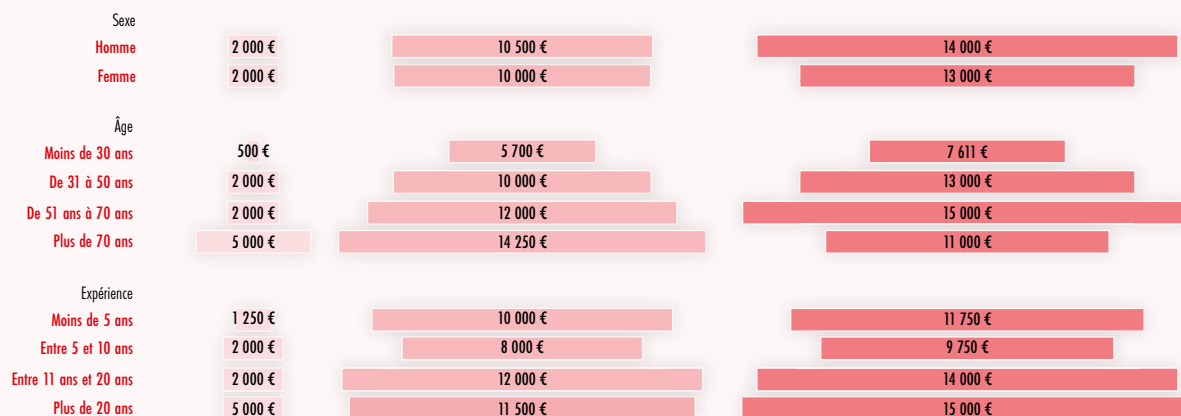 Sexe
Homme 2 000 € 10 500 € 14 000 €
Femme 2 000 € 10 000 € 13 000 €
Âge
Moins de 30 ans 500 € 5 700 € 7 611 €
De 31 à 50 ans 2 000 € 10 000 € 13 000 €
De 51 ans à 70 ans 2 000 € 12 000 € 15 000 €
Plus de 70 ans 5 000 € 14 250 € 11 000 €
Expérience
Moins de 5 ans 1 250 € 10 000 € 11 750 €
Entre 5 et 10 ans 2 000 € 8 000 € 9 750 €
Entre 11 ans et 20 ans 2 000 € 12 000 € 14 000 €
Plus de 20 ans 5 000 € 11 500 € 15 000 €